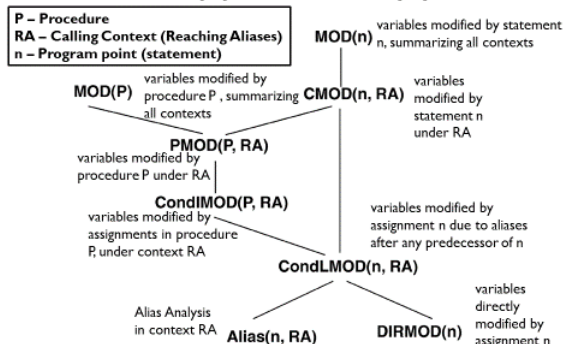 P – Procedure
RA – Calling Context (Reaching Aliases)
n – Program point (statement)
MOD(n)
variables modified by statement
n, summarizing all contexts
MOD(P)
variables modified by
procedure P , summarizing
all contexts
CMOD(n, RA)
variables
modified by
statement n
under RA
PMOD(P, RA)
variables modified by
procedure P under RA
CondIMOD(P, RA)
variables modified by
assignments in procedure
P, under context RA
variables modified by
assignment n due to aliases
after any predecessor of n
CondLMOD(n, RA)
Alias Analysis
in context RA
Alias(n, RA)
DIRMOD(n)
variables
directly
modified by
assignment n